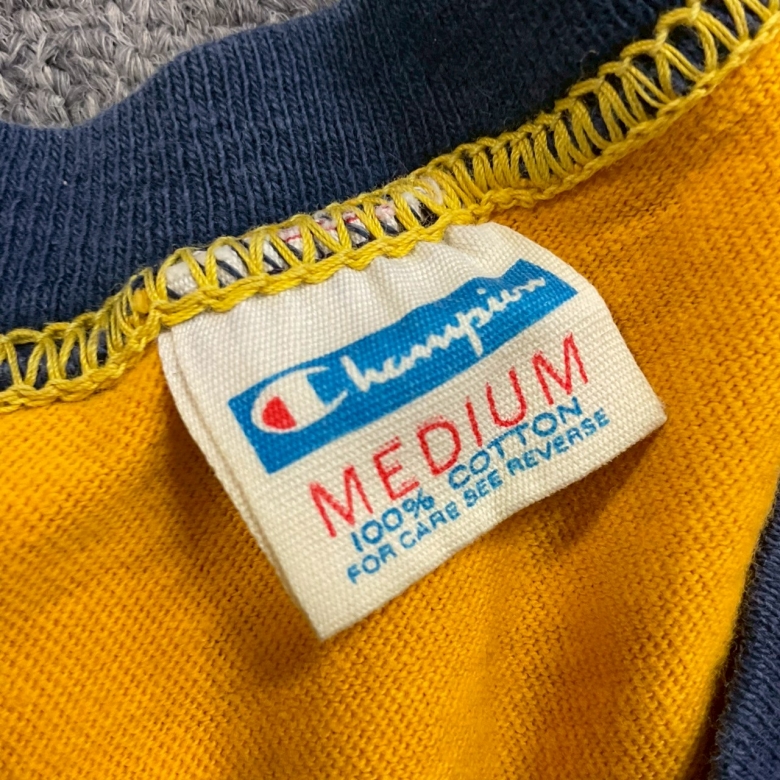 Champion
MEDIUM
100% COTTON
FOR CARE SEE REVERSE